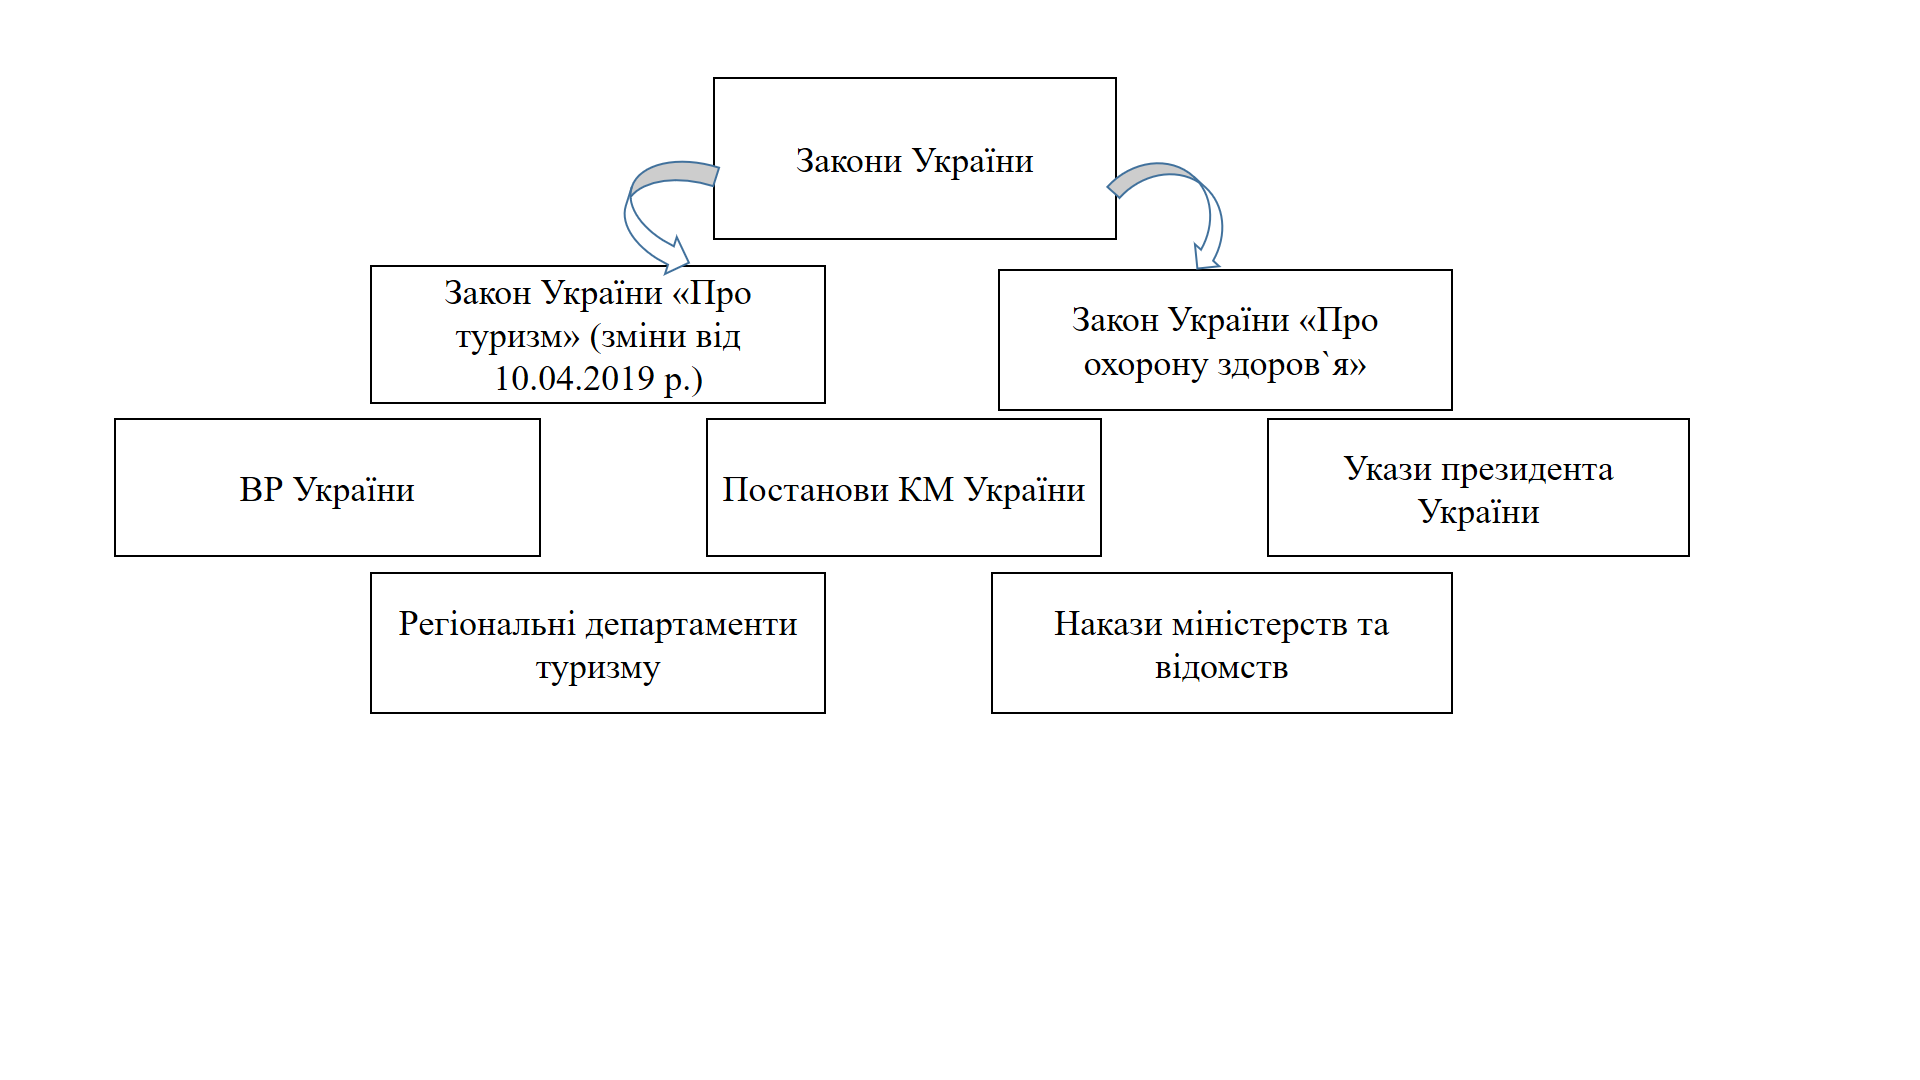 Закони України
Закон України «Про
туризм» (зміни від
10.04.2019 р.)
Закон України «Про
охорону здоров`я»
ВР України
Постанови КМ України
Укази президента
України
Регіональні департаменти
туризму
Накази міністерств та
відомств